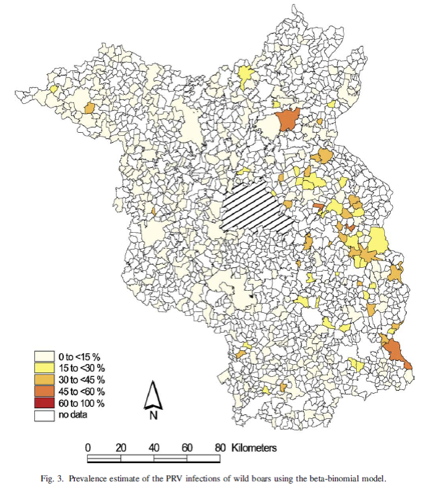 0 to <15 %
15 to <30 %
30 to <45 %
45 to <60 %
60 to 100 %
no data
N
0 20 40 60 80 Kilometers
Fig. 3. Prevalence estimate of the PRV infections of wild boars using the beta-binomial model.